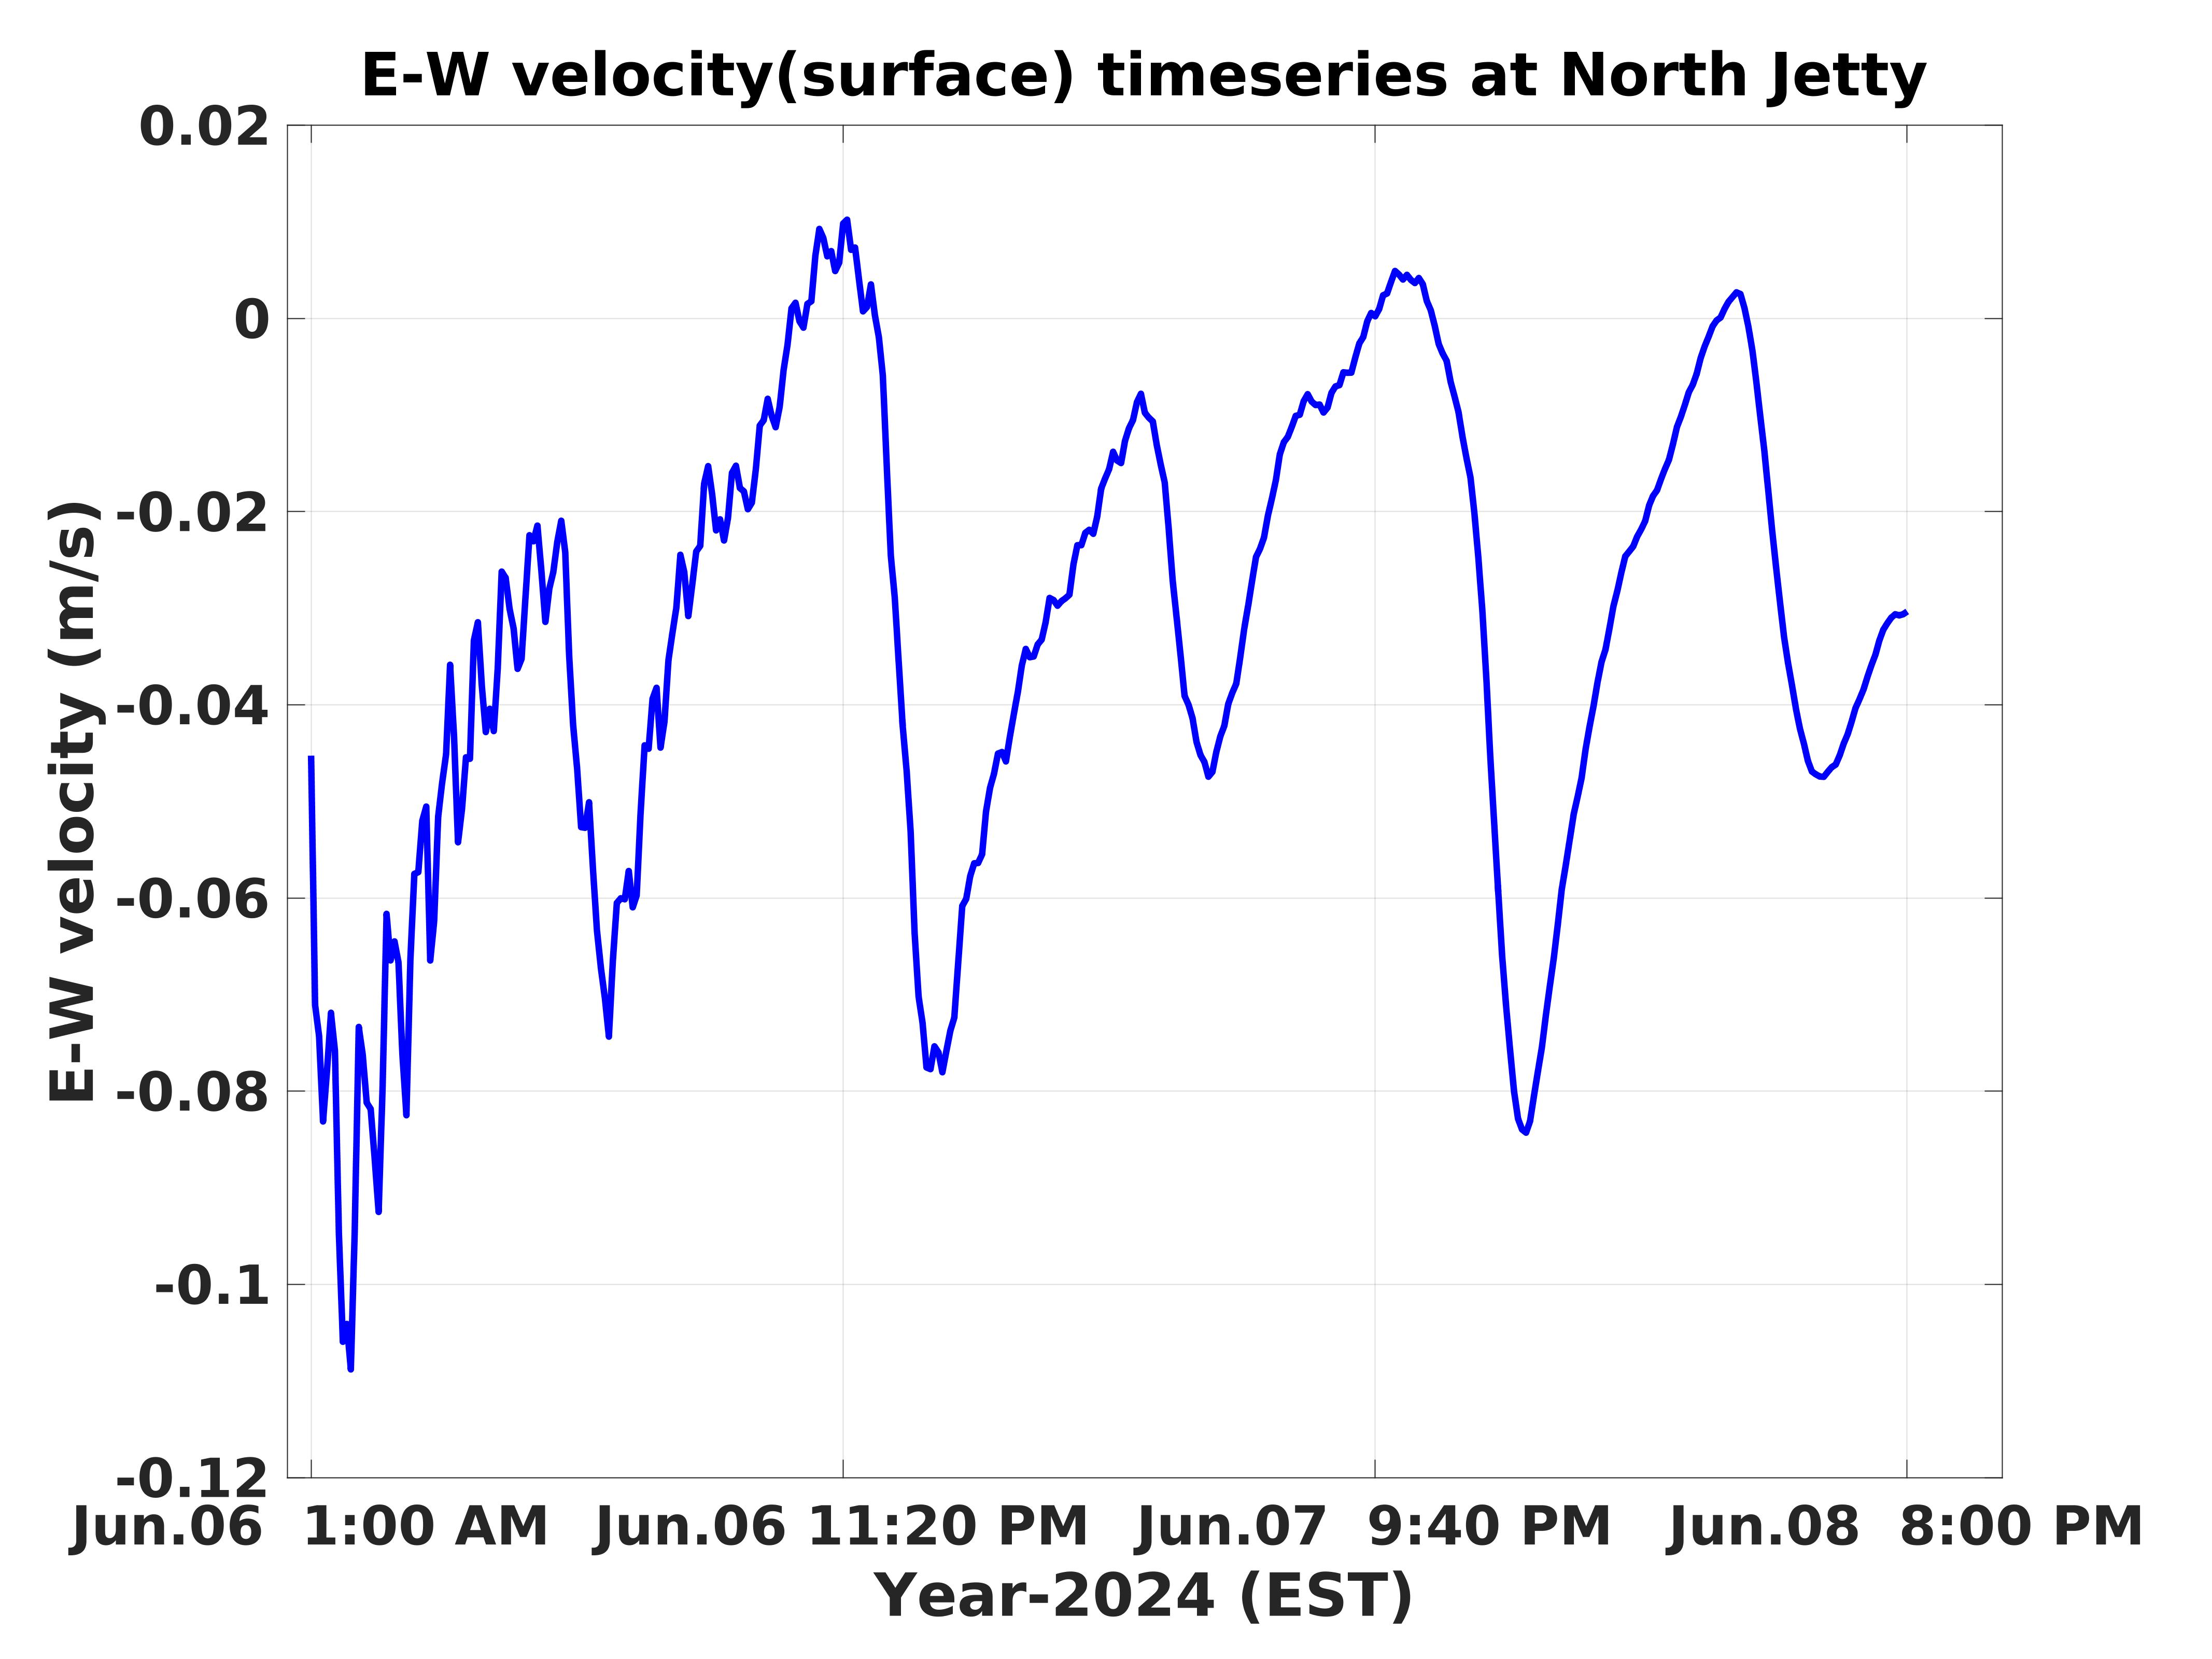 E-W velocity(surface) timeseries at North Jetty
0.02
0
-0.02
-0.04
-0.06
-0.08
-0.1
-0.12
E-W velocity (m/s)
Jun.06 1:00 AM
Jun.06 11:20 PM
Jun.07 9:40 PM
Jun.08 8:00 PM
Year-2024 (EST)